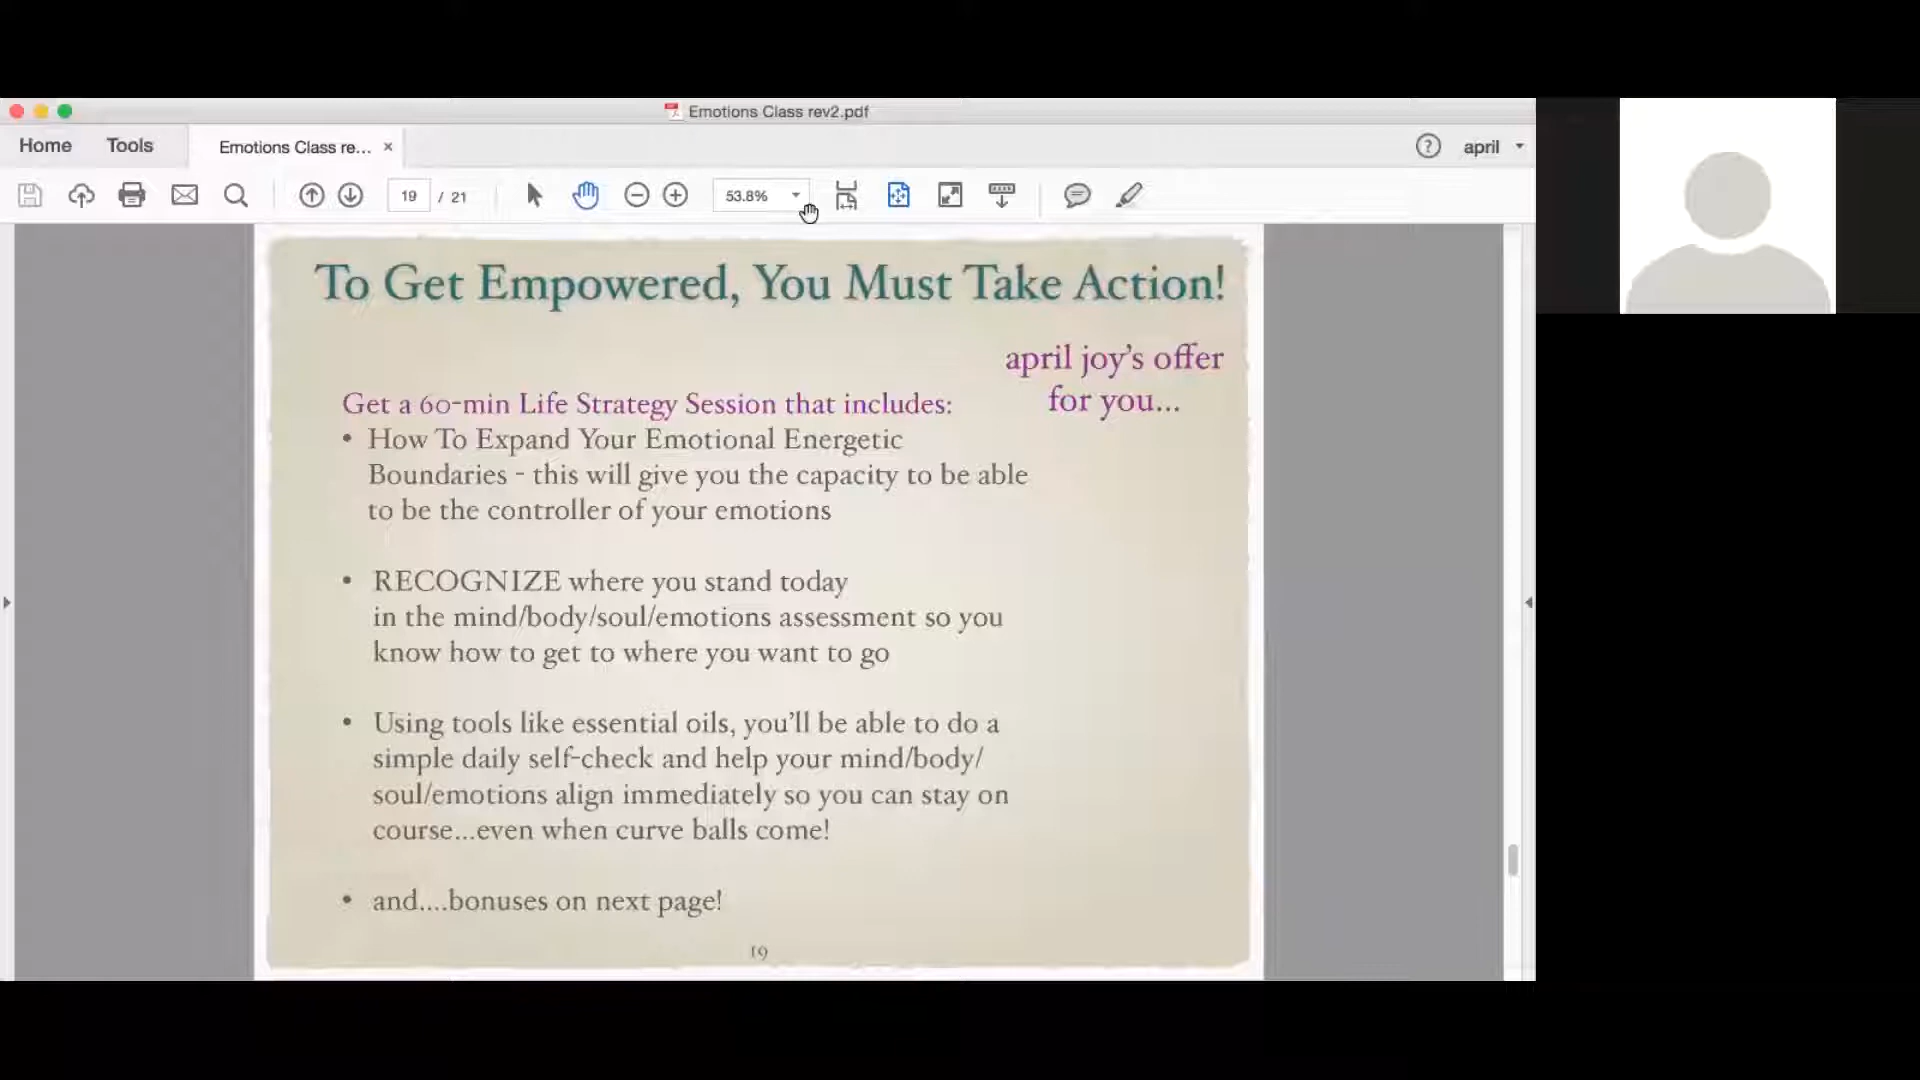 Emotions Class rev2.pdf
Home Tools Emotions Class re... × ? april
19 / 21 53.8%
To Get Empowered, You Must Take Action!
april joy’s offer
for you...
Get a 60-min Life Strategy Session that includes:
• How To Expand Your Emotional Energetic
Boundaries - this will give you the capacity to be able
to be the controller of your emotions
• RECOGNIZE where you stand today
in the mind/body/soul/emotions assessment so you
know how to get to where you want to go
• Using tools like essential oils, you’ll be able to do a
simple daily self-check and help your mind/body/
soul/emotions align immediately so you can stay on
course...even when curve balls come!
• and....bonuses on next page!
19